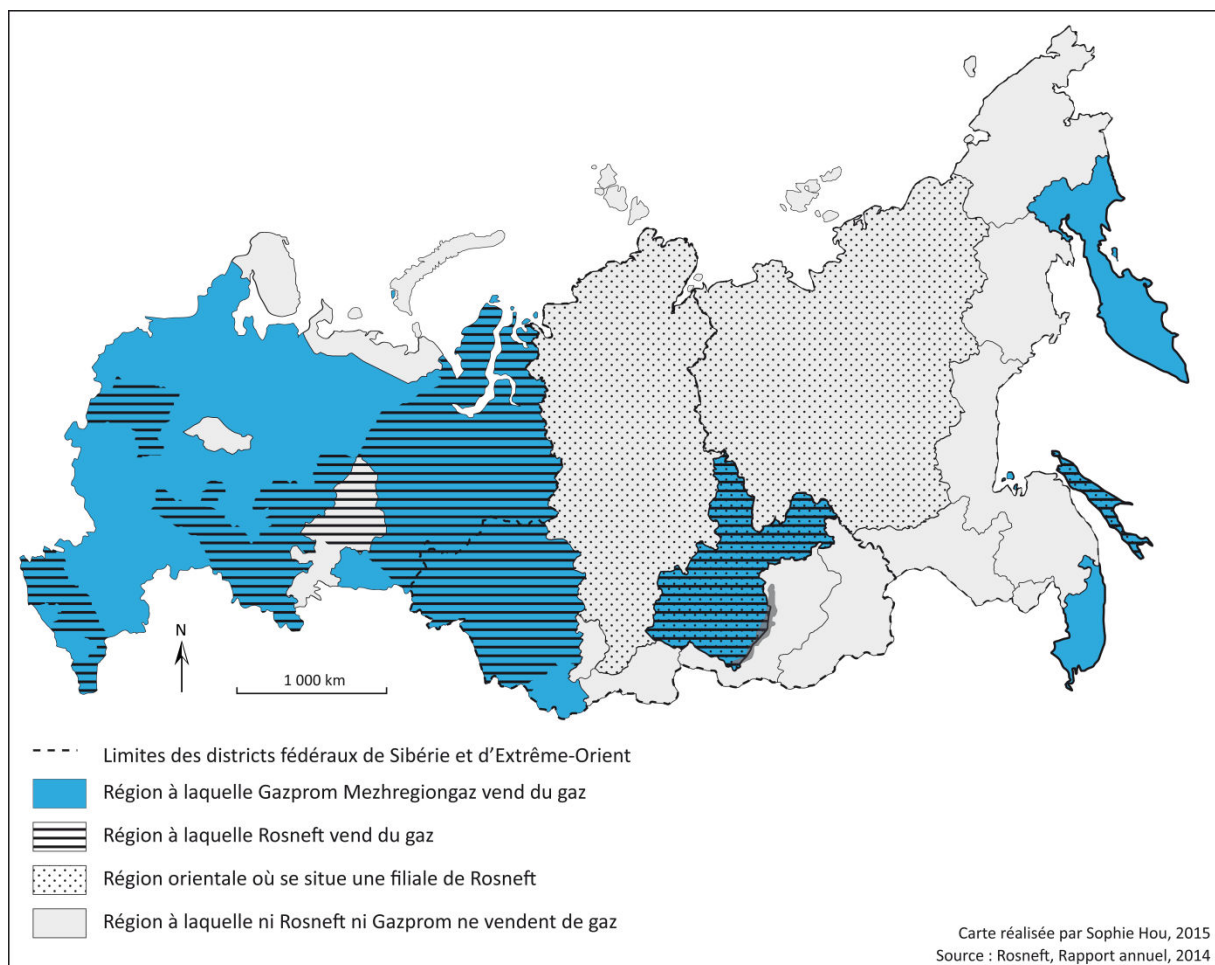 N
1 000 km
Limites des districts fédéraux de Sibérie et d'Extrême-Orient
Région à laquelle Gazprom Mezhregiongaz vend du gaz
Région à laquelle Rosneft vend du gaz
Région orientale où se situe une filiale de Rosneft
Région à laquelle ni Rosneft ni Gazprom ne vendent de gaz
Carte réalisée par Sophie Hou, 2015
Source : Rosneft, Rapport annuel, 2014